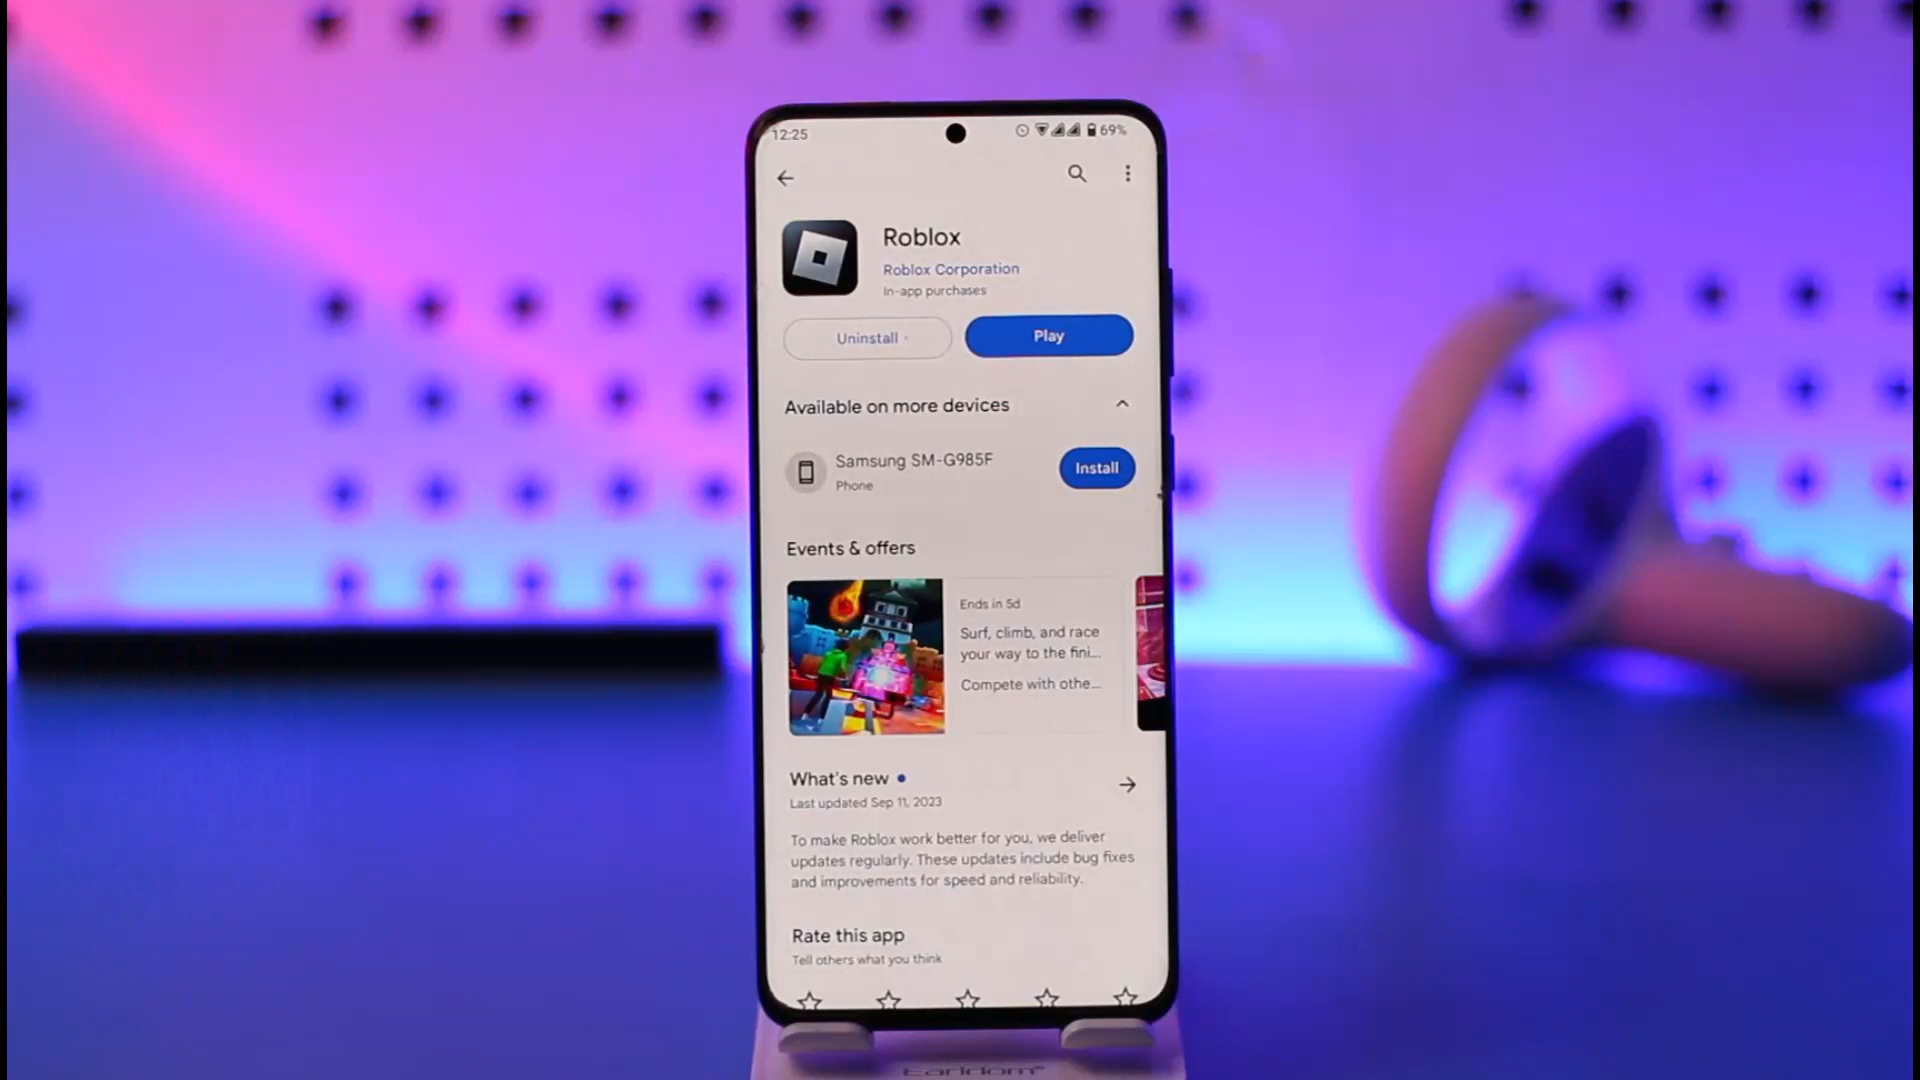 12:25
69%
Roblox
Roblox Corporation
In-app purchases
Uninstall
Play
Available on more devices
Samsung SM-G985F
Phone
Install
Events & offers
Ends in 5d
Surf, climb, and race
your way to the fini...
Compete with othe...
What's new
Last updated Sep 11, 2023
To make Roblox work better for you, we deliver
updates regularly. These updates include bug fixes
and improvements for speed and reliability.
Rate this app
Tell others what you think
Earldom